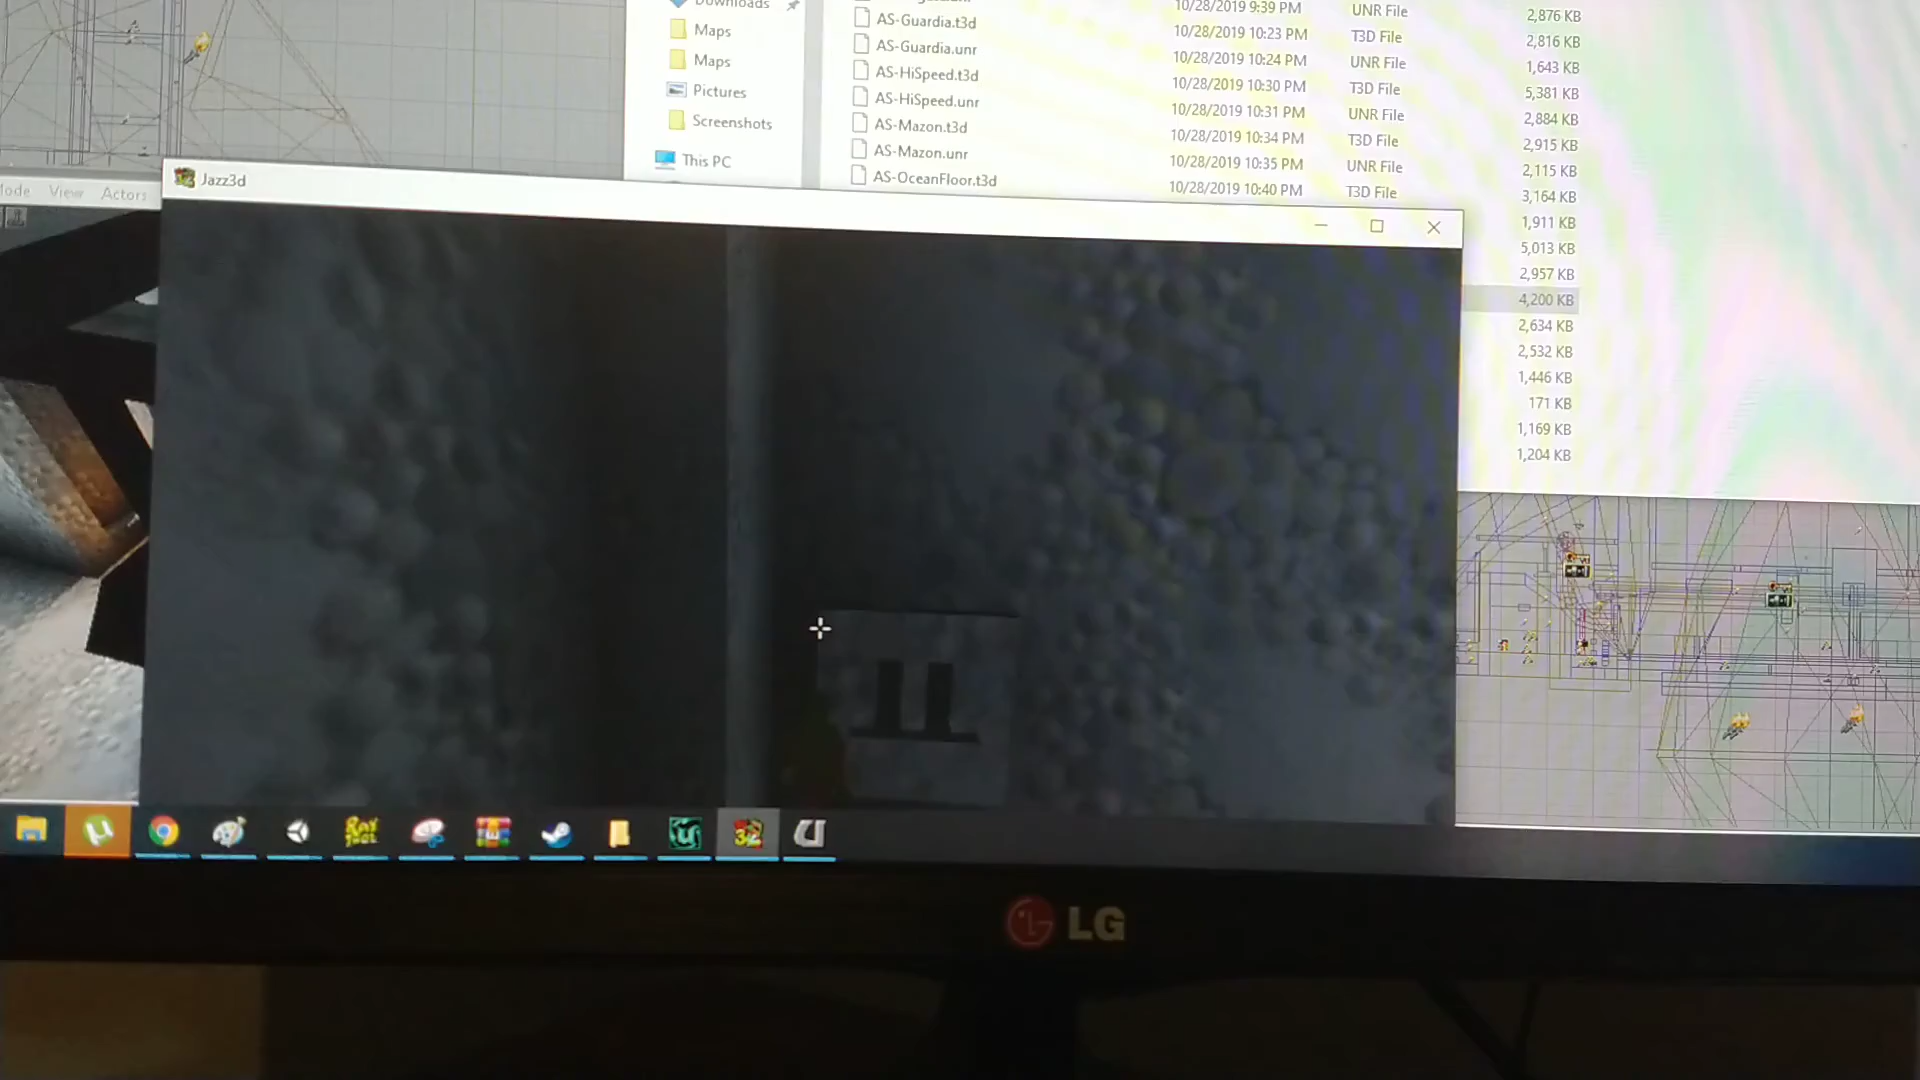 Downloads
Maps
Maps
Pictures
Screenshots
This PC
10/28/2019 9:39 PM UNR File 2,876 KB
AS-Guardia.t3d 10/28/2019 10:23 PM T3D File 2,816 KB
AS-Guardia.unr 10/28/2019 10:24 PM UNR File 1,643 KB
AS-HiSpeed.t3d 10/28/2019 10:30 PM T3D File 5,381 KB
AS-HiSpeed.unr 10/28/2019 10:31 PM UNR File 2,884 KB
AS-Mazon.t3d 10/28/2019 10:34 PM T3D File 2,915 KB
AS-Mazon.unr 10/28/2019 10:35 PM UNR File 2,115 KB
AS-OceanFloor.t3d 10/28/2019 10:40 PM T3D File 3,164 KB
1,911 KB
5,013 KB
2,957 KB
4,200 KB
2,634 KB
2,532 KB
1,446 KB
171 KB
1,169 KB
1,204 KB
Mode View Actors
Jazz3d
LG